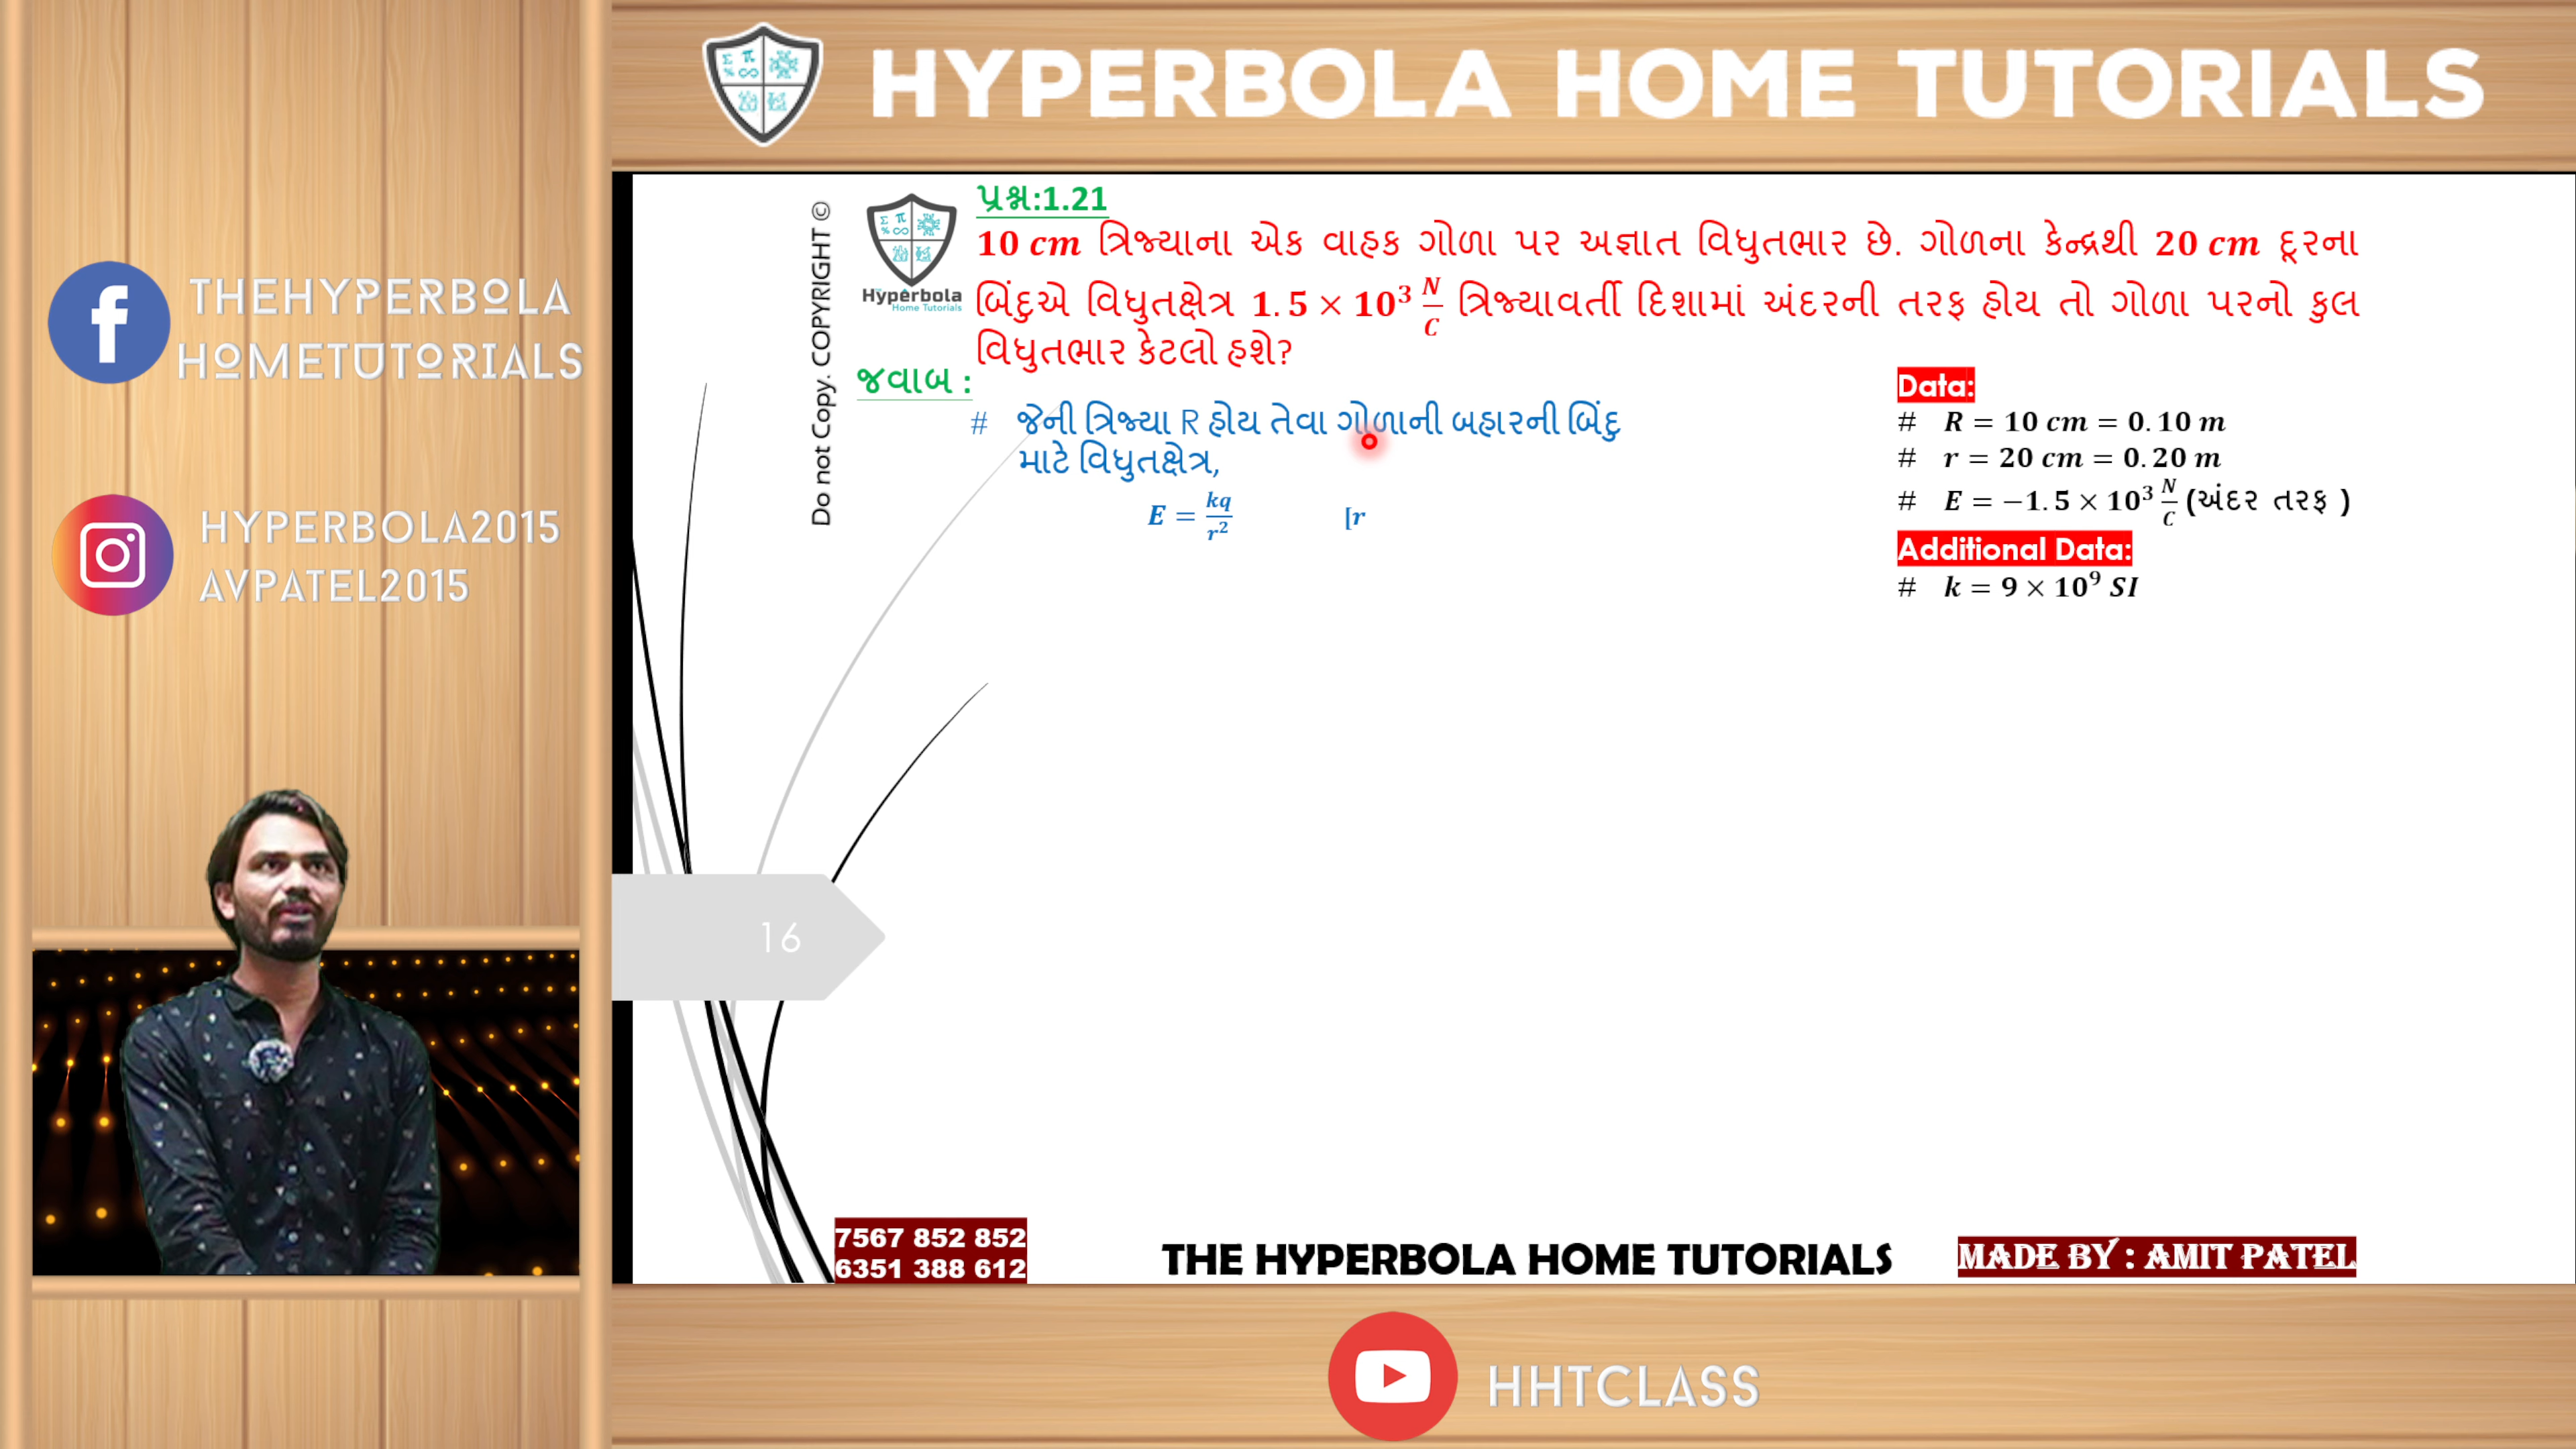 HYPERBOLA HOME TUTORIALS
THEHYPERBOLA
HOMETUTORIALS
HYPERBOLA2015
AVPATEL2015
Do not Copy. COPYRIGHT ©
Hyperbola
Home Tutorials
પ્રશ્ન:1.21
10 cm ત્રિજ્યાના એક વાહક ગોળા પર અજ્ઞાત વિધુતભાર છે. ગોળના કેન્દ્રથી 20 cm દૂરના
બિંદુએ વિધુતક્ષેત્ર 1.5 × 10³ N/C ત્રિજ્યાવર્તી દિશામાં અંદરની તરફ હોય તો ગોળા પરનો કુલ
વિધુતભાર કેટલો હશે?
જવાબ :
# જેની ત્રિજ્યા R હોય તેવા ગોળાની બહારની બિંદુ
માટે વિધુતક્ષેત્ર,
E = kq/r² [r
Data:
# R = 10 cm = 0.10 m
# r = 20 cm = 0.20 m
# E = −1.5 × 10³ N/C (અંદર તરફ )
Additional Data:
# k = 9 × 10⁹ SI
16
7567 852 852
6351 388 612
THE HYPERBOLA HOME TUTORIALS
MADE BY : AMIT PATEL
HHTCLASS